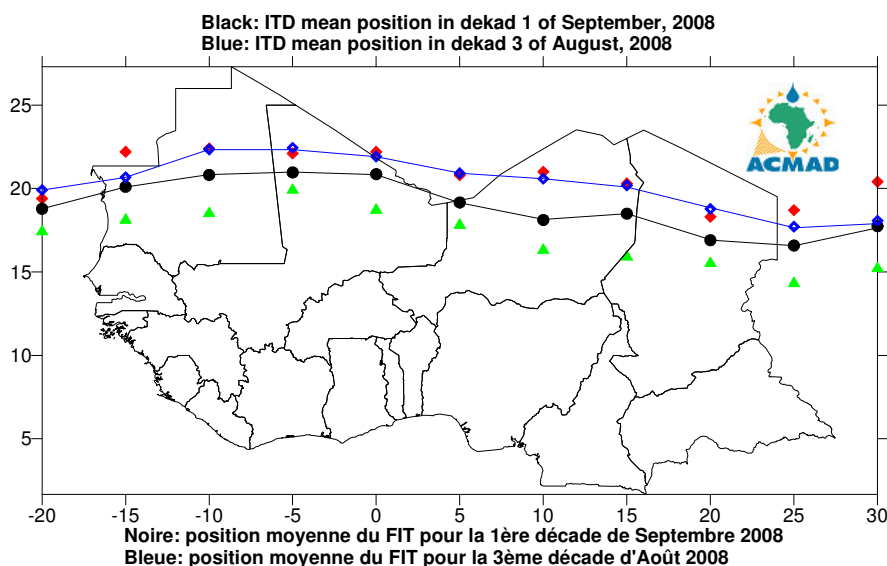 Black: ITD mean position in dekad 1 of September, 2008
Blue: ITD mean position in dekad 3 of August, 2008
25
20
15
10
5
ACMAD
-20 -15 -10 -5 0 5 10 15 20 25 30
Noire: position moyenne du FIT pour la 1ère décade de Septembre 2008
Bleue: position moyenne du FIT pour la 3ème décade d'Août 2008